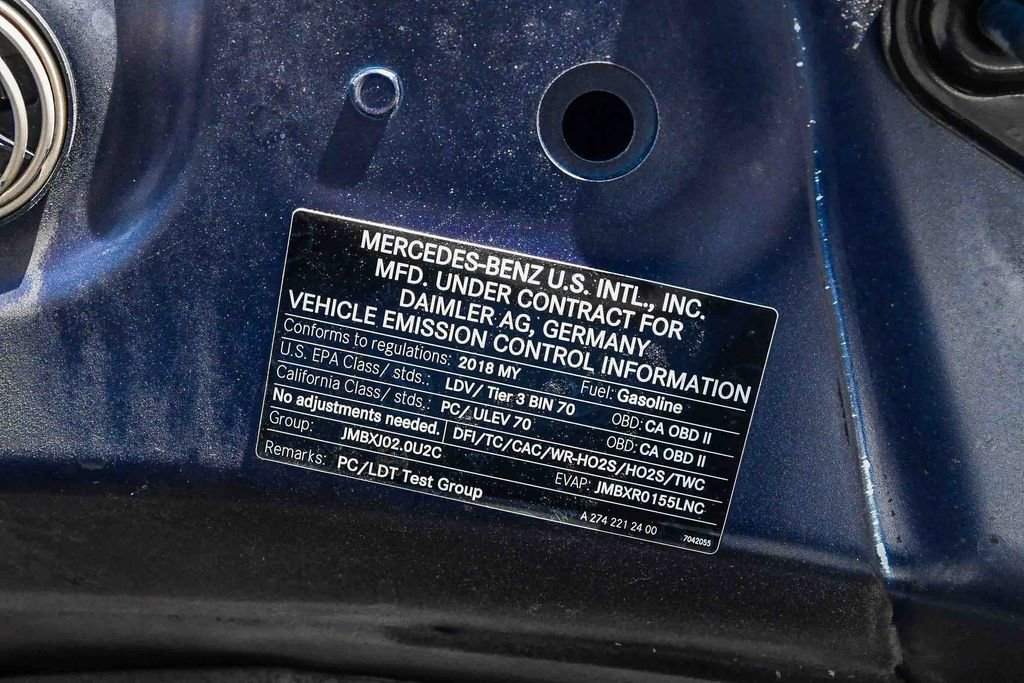 MERCEDES-BENZ U.S. INTL., INC.
MFD. UNDER CONTRACT FOR
DAIMLER AG, GERMANY
VEHICLE EMISSION CONTROL INFORMATION
Conforms to regulations: 2018 MY Fuel: Gasoline
U.S. EPA Class/ stds.: LDV/ Tier 3 BIN 70 OBD: CA OBD II
California Class/ stds.: PC/ ULEV 70 OBD: CA OBD II
No adjustments needed. DFI/TC/CAC/WR-HO2S/HO2S/TWC
Group: JMBXJ02.0U2C EVAP: JMBXR0155LNC
Remarks: PC/LDT Test Group
A 274 221 24 00 7042055